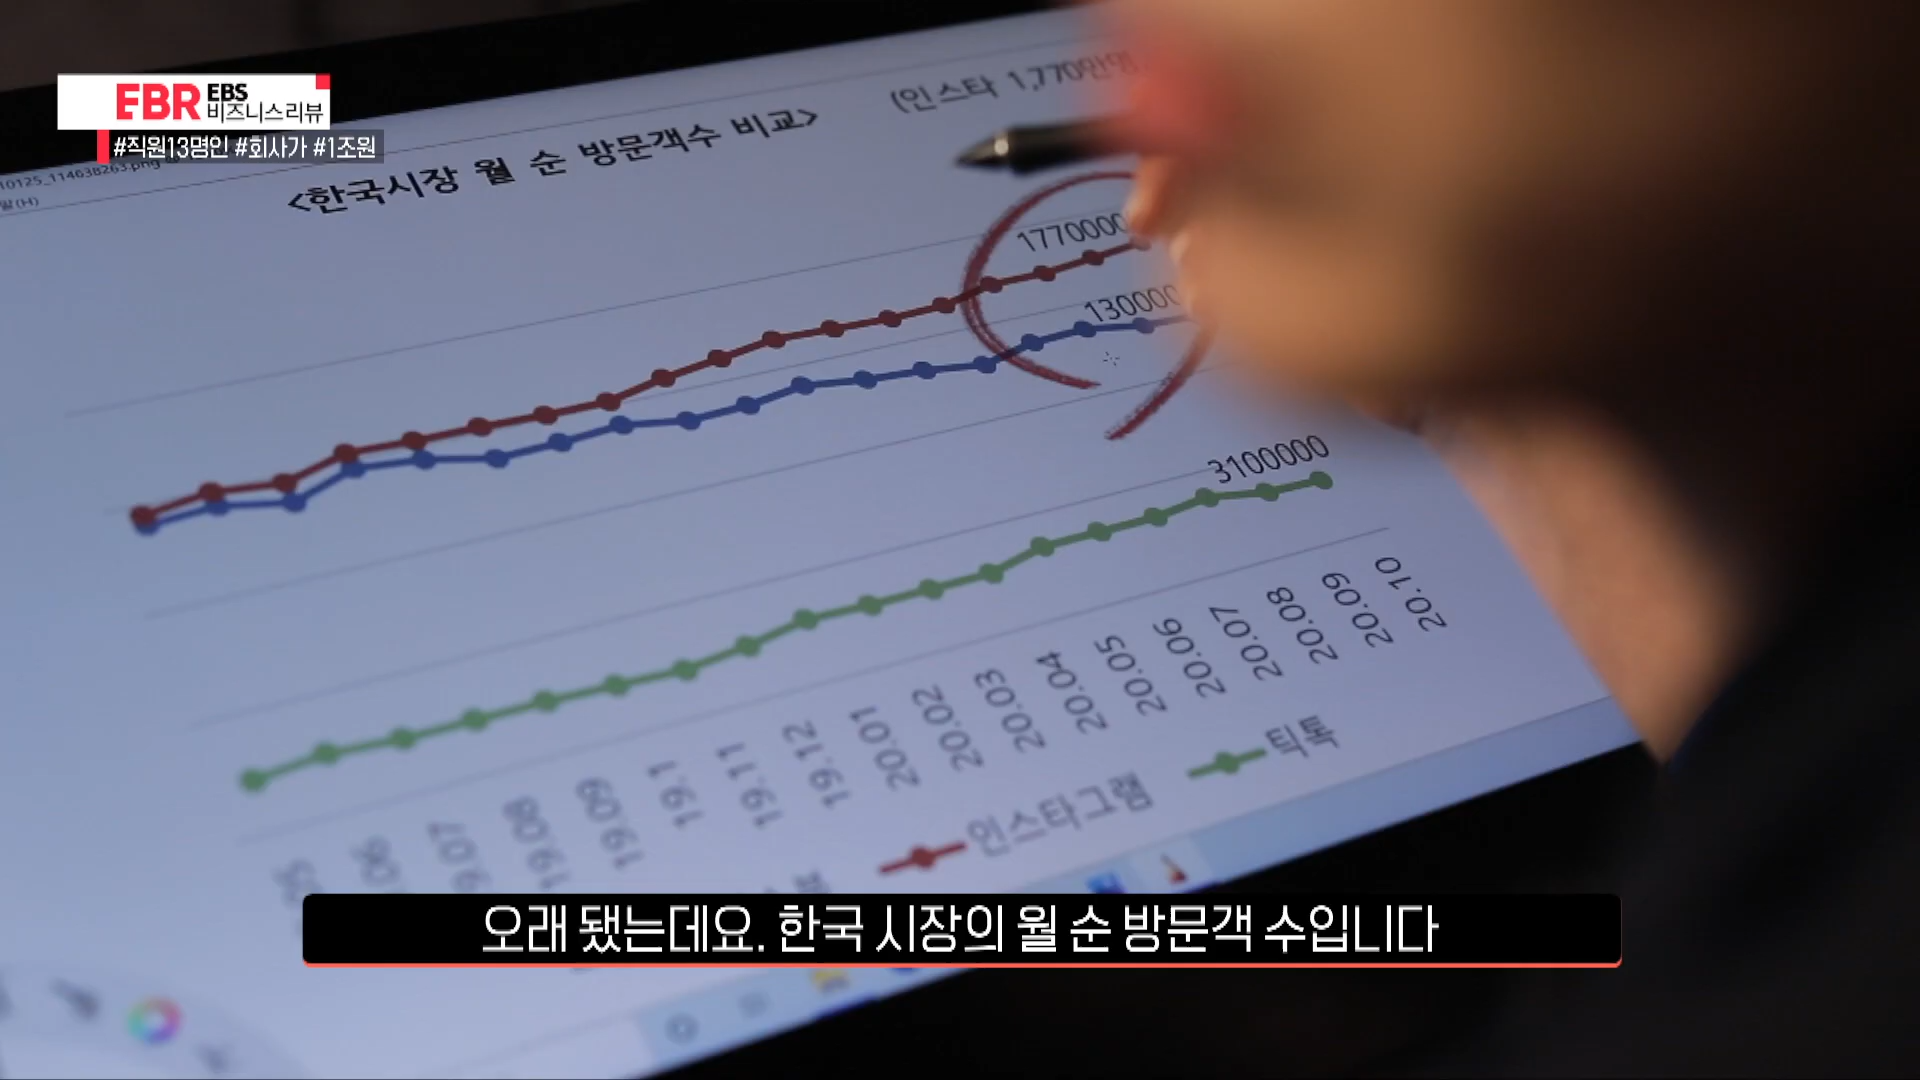 EBR EBS
비즈니스 리뷰
#직원13명인 #회사가 #1조원
(인스타 1,770만명
<한국시장 월 순 방문객수 비교>
1770000
130000
3100000
19.08
19.09
19.1
19.11
19.12
20.01
20.02
20.03
20.04
20.05
20.06
20.07
20.08
20.09
20.10
인스타그램
틱톡
오래 됐는데요. 한국 시장의 월 순 방문객 수입니다